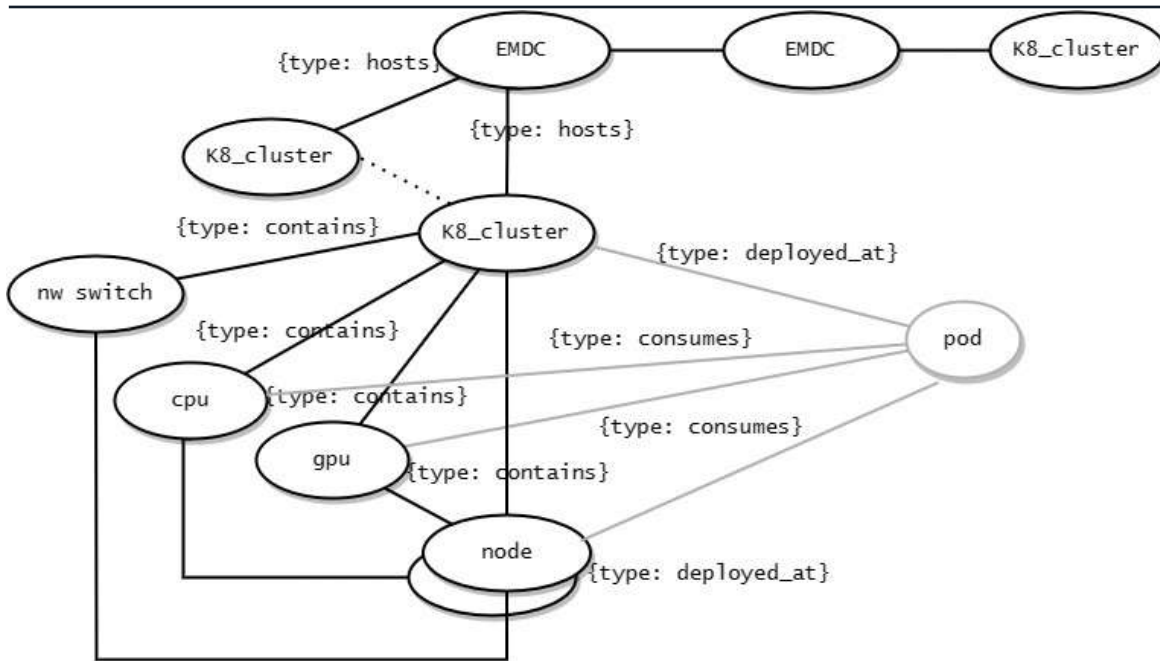 EMDC
EMDC
K8_cluster
{type: hosts}
{type: hosts}
K8_cluster
{type: contains}
K8_cluster
{type: deployed_at}
nw switch
{type: contains}
{type: consumes}
pod
cpu
{type: contains}
{type: consumes}
gpu
{type: contains}
node
{type: deployed_at}